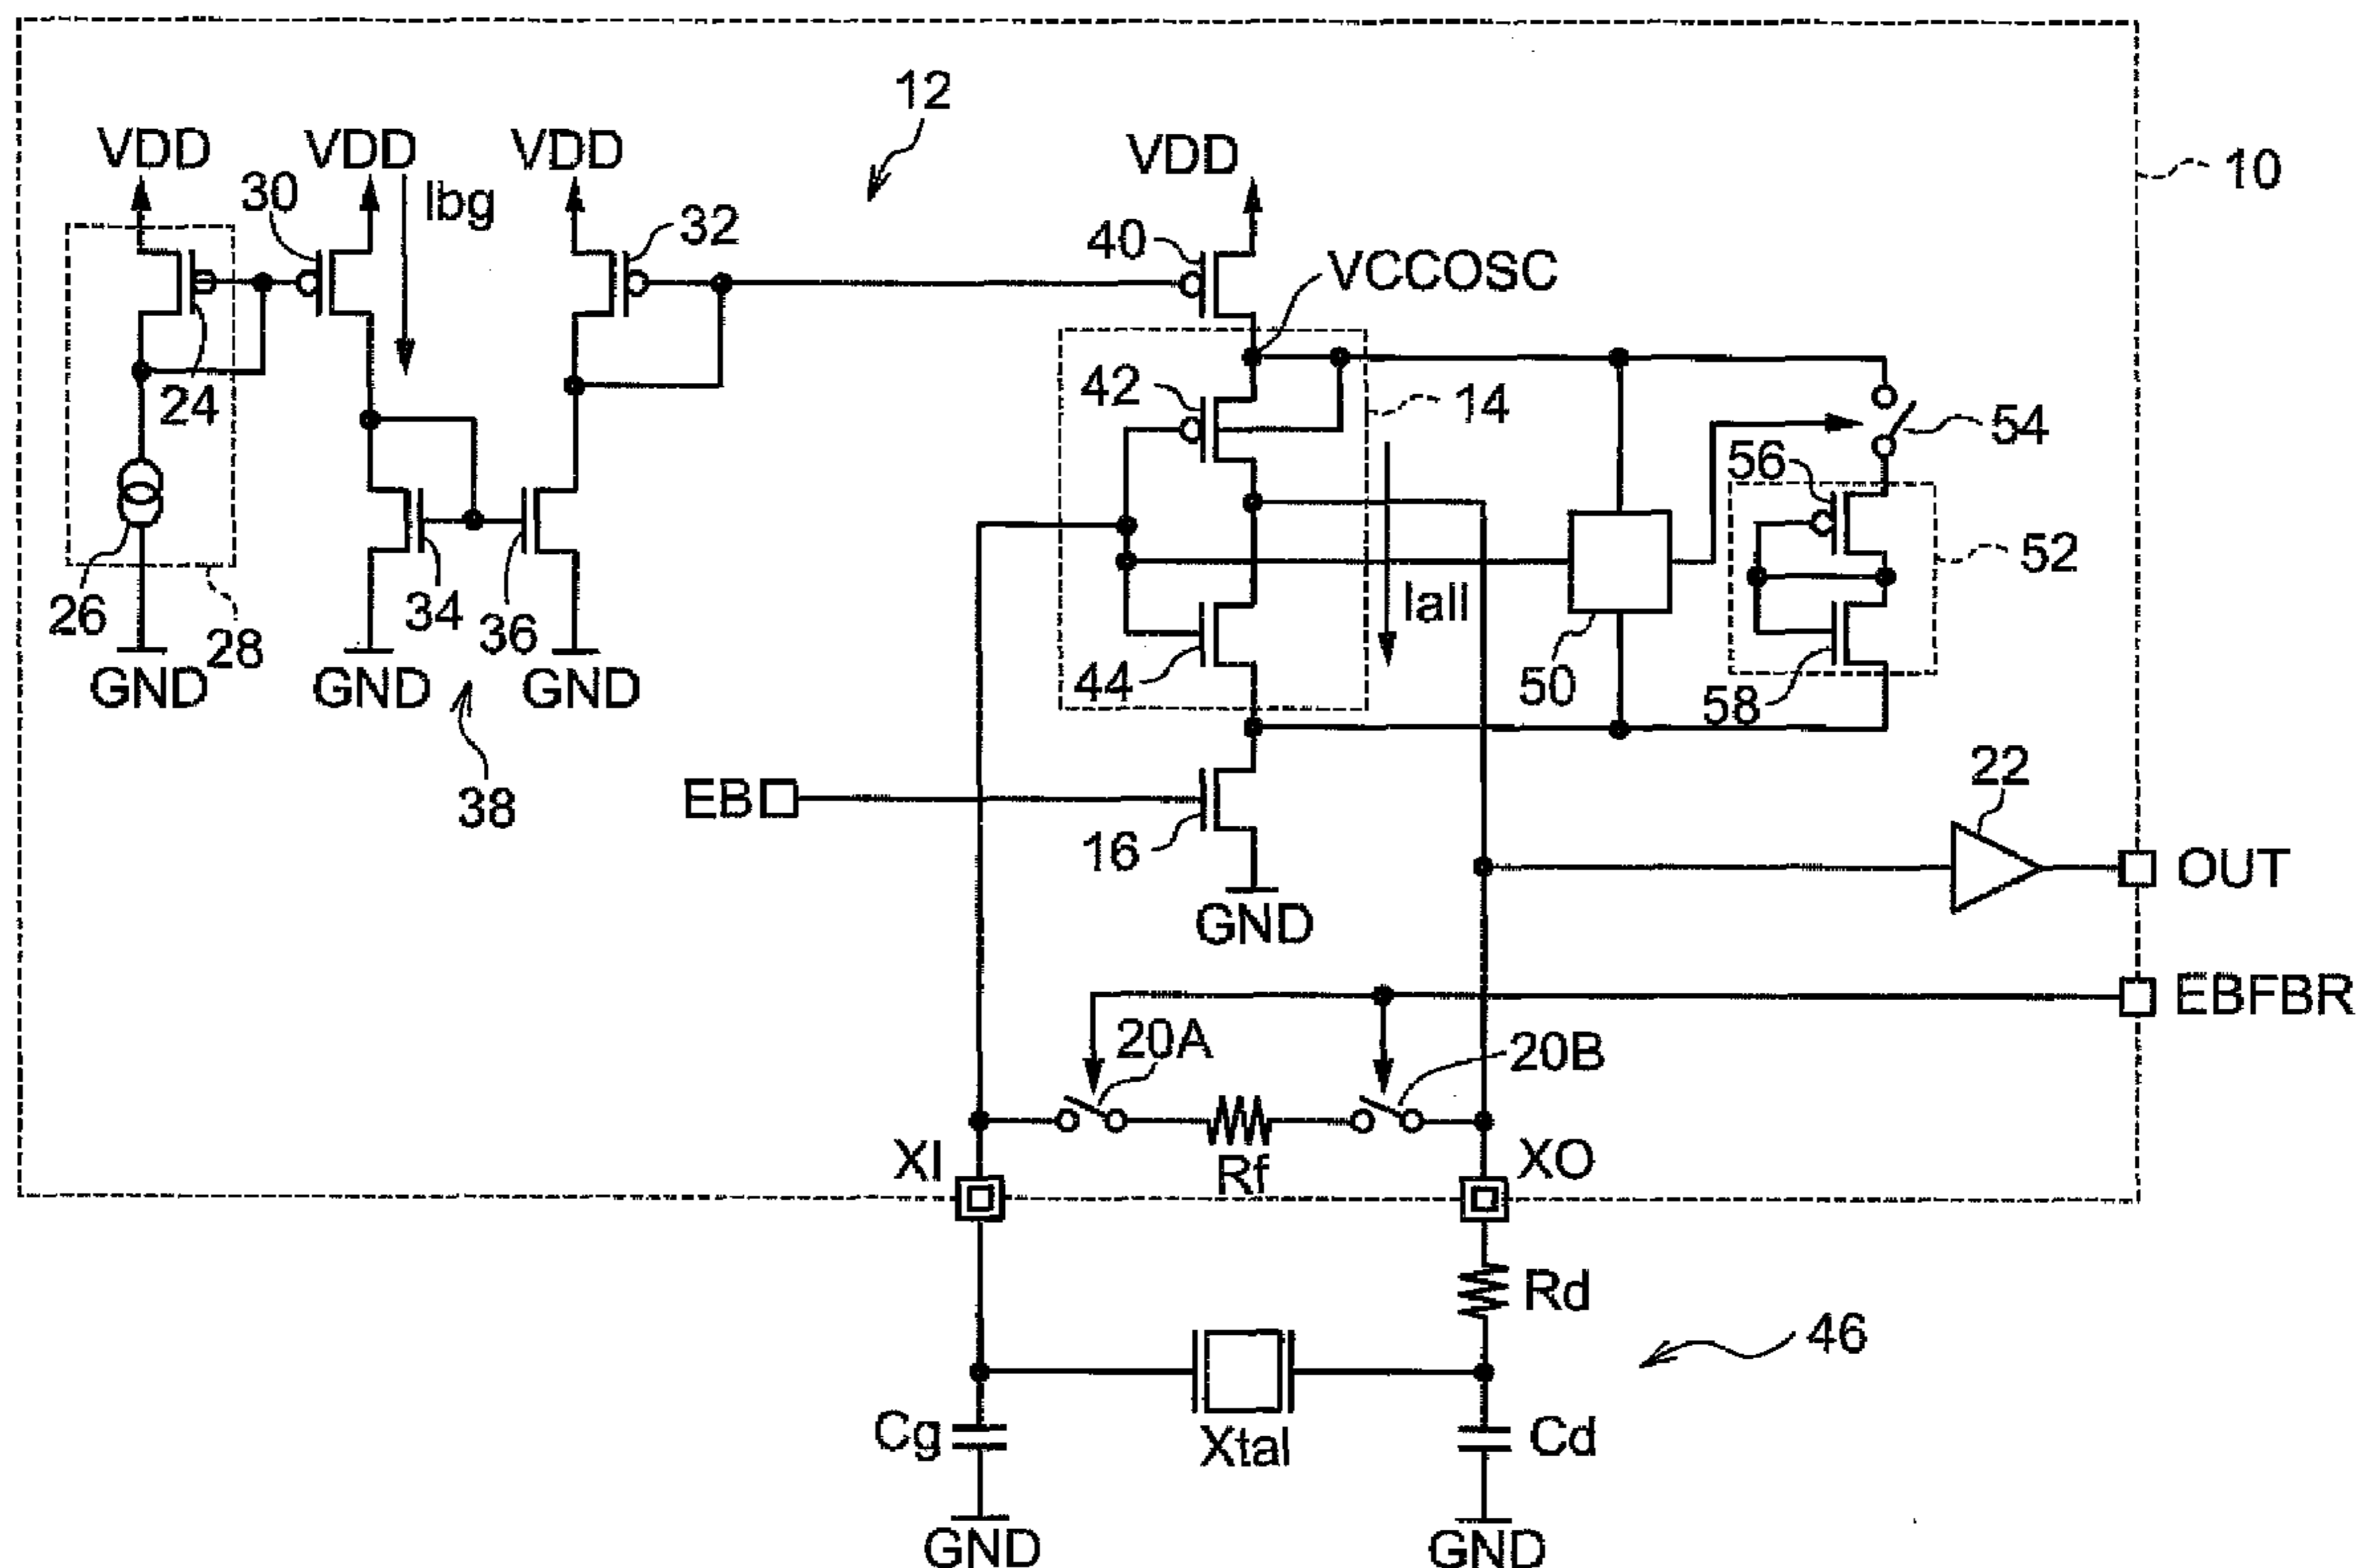 12
VDD
VDD
VDD
VDD
10
30
Ibg
32
40
VCCOSC
24
42
14
54
56
52
26
28
34
36
44
Iall
50
58
GND
GND
GND
38
EB
16
22
OUT
GND
EBFBR
20A
20B
XI
Rf
XO
Rd
46
Cg
Xtal
Cd
GND
GND